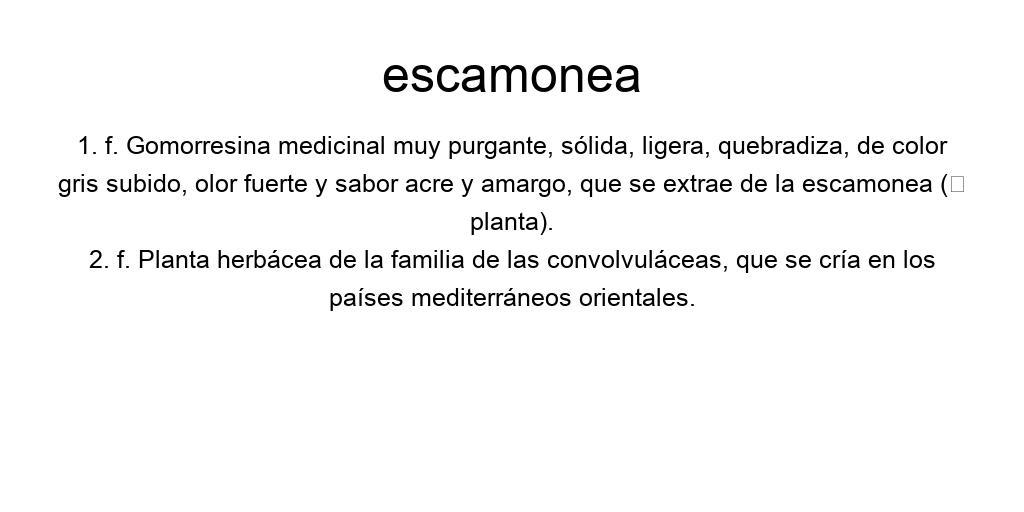 escamonea
1. f. Gomorresina medicinal muy purgante, sólida, ligera, quebradiza, de color
gris subido, olor fuerte y sabor acre y amargo, que se extrae de la escamonea (□
planta).
2. f. Planta herbácea de la familia de las convolvuláceas, que se cría en los
países mediterráneos orientales.